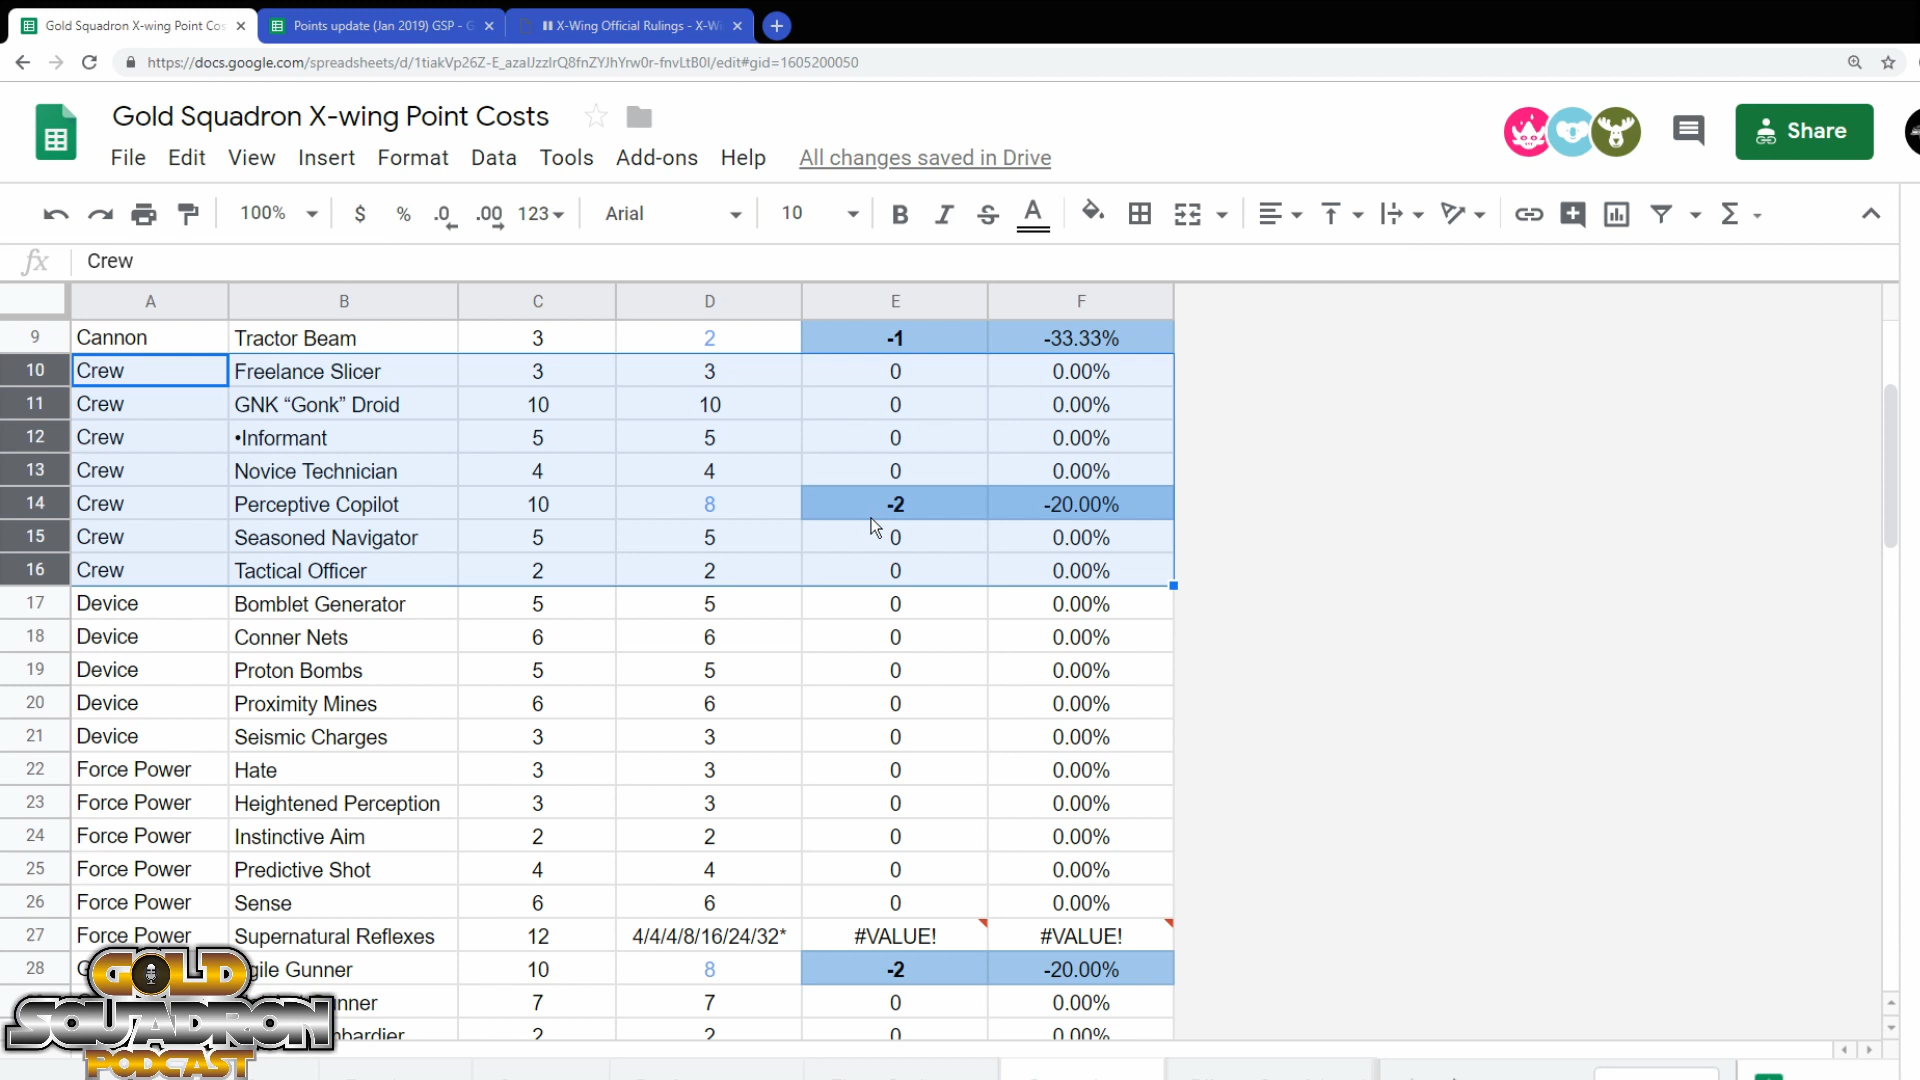 Gold Squadron X-wing Point Cos
Points update (Jan 2019) GSP - G
X-Wing Official Rulings - X-Wi
https://docs.google.com/spreadsheets/d/1tiakVp26Z-E_azalJzzIrQ8fnZYJhYrw0r-fnvLtB0I/edit#gid=1605200050
Gold Squadron X-wing Point Costs
File Edit View Insert Format Data Tools Add-ons Help All changes saved in Drive
Share
100% $ % .0 .00 123 Arial 10 B I S A Σ
fx Crew
A B C D E F
9 Cannon Tractor Beam 3 2 -1 -33.33%
10 Crew Freelance Slicer 3 3 0 0.00%
11 Crew GNK “Gonk” Droid 10 10 0 0.00%
12 Crew •Informant 5 5 0 0.00%
13 Crew Novice Technician 4 4 0 0.00%
14 Crew Perceptive Copilot 10 8 -2 -20.00%
15 Crew Seasoned Navigator 5 5 0 0.00%
16 Crew Tactical Officer 2 2 0 0.00%
17 Device Bomblet Generator 5 5 0 0.00%
18 Device Conner Nets 6 6 0 0.00%
19 Device Proton Bombs 5 5 0 0.00%
20 Device Proximity Mines 6 6 0 0.00%
21 Device Seismic Charges 3 3 0 0.00%
22 Force Power Hate 3 3 0 0.00%
23 Force Power Heightened Perception 3 3 0 0.00%
24 Force Power Instinctive Aim 2 2 0 0.00%
25 Force Power Predictive Shot 4 4 0 0.00%
26 Force Power Sense 6 6 0 0.00%
27 Force Power Supernatural Reflexes 12 4/4/4/8/16/24/32* #VALUE! #VALUE!
28 G gile Gunner 10 8 -2 -20.00%
nner 7 7 0 0.00%
bardier 2 2 0 0.00%
GOLD
SQUADRON
PODCAST